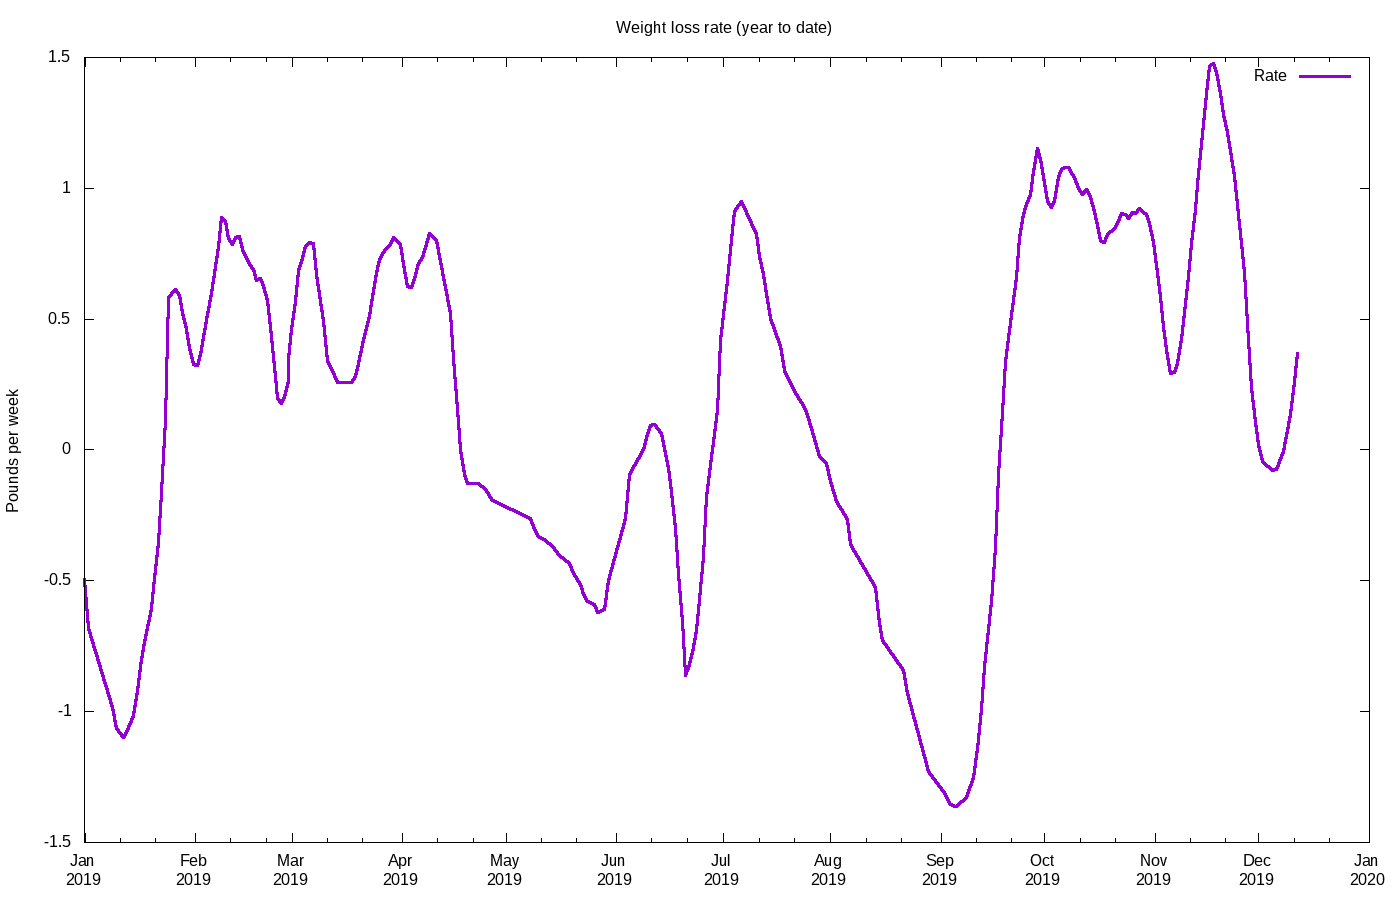 Weight loss rate (year to date)
Rate
Pounds per week
1.5
1
0.5
0
-0.5
-1
-1.5
Jan Feb Mar Apr May Jun Jul Aug Sep Oct Nov Dec Jan
2019 2019 2019 2019 2019 2019 2019 2019 2019 2019 2019 2019 2020